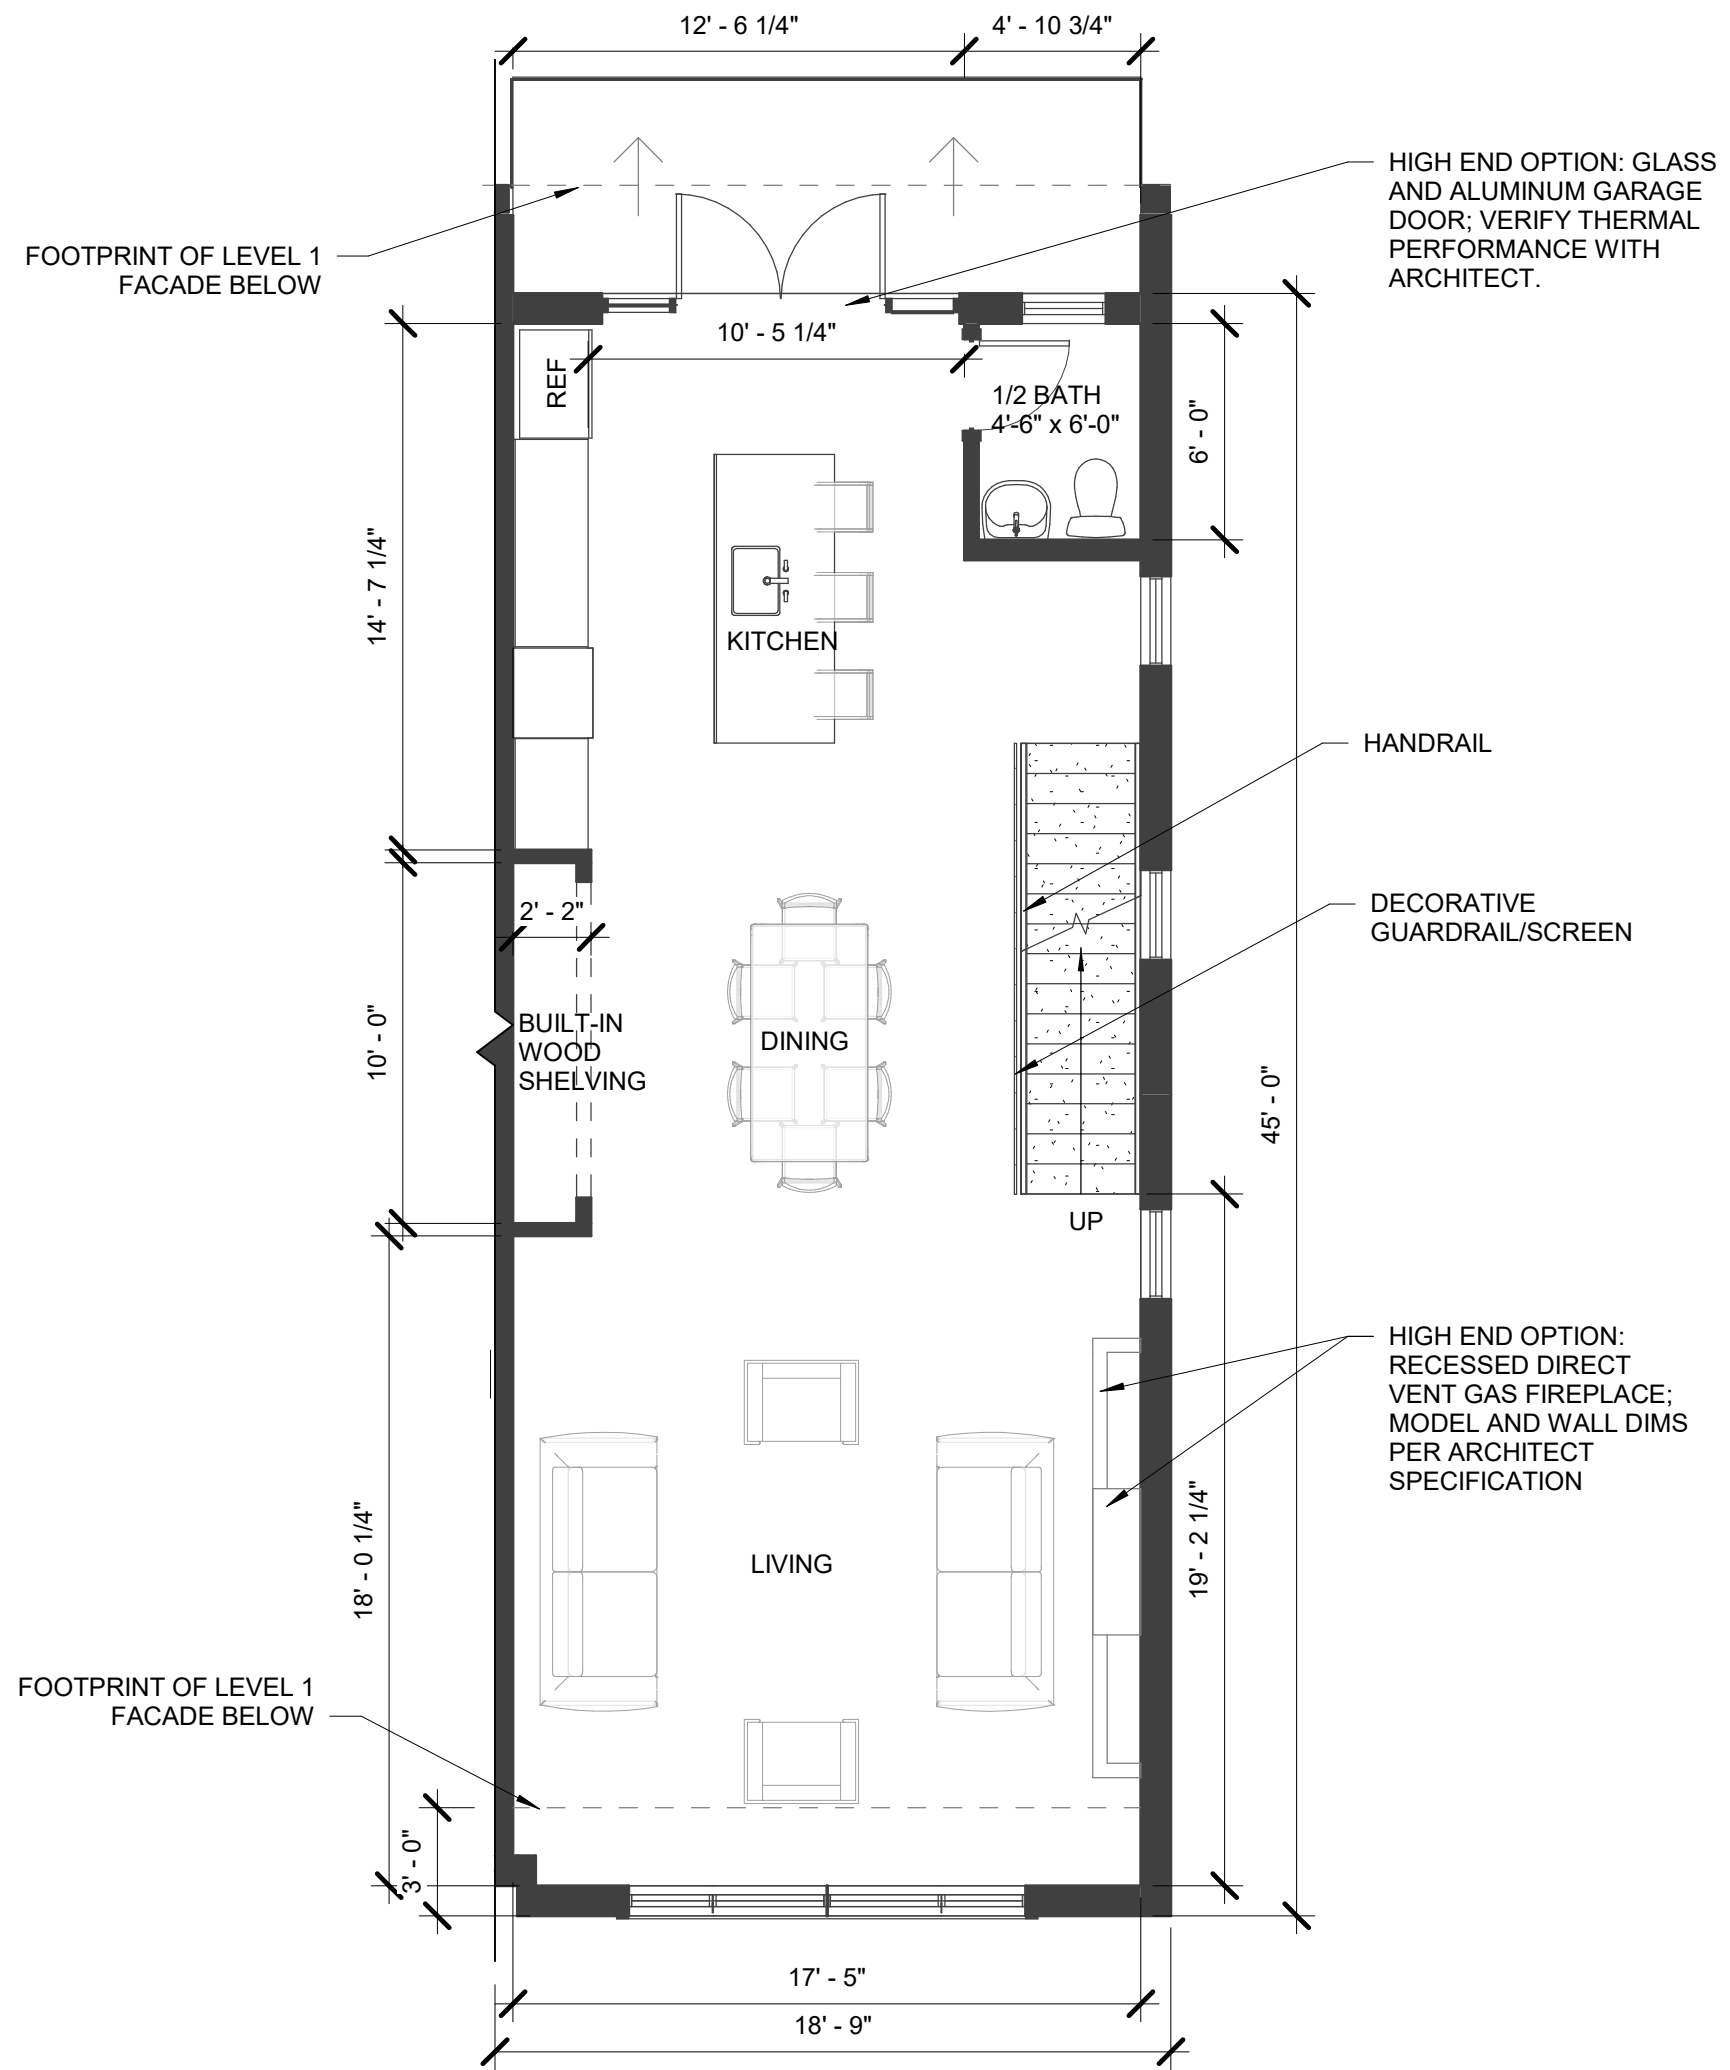 12' - 6 1/4"
4' - 10 3/4"
HIGH END OPTION: GLASS
AND ALUMINUM GARAGE
DOOR; VERIFY THERMAL
PERFORMANCE WITH
ARCHITECT.
FOOTPRINT OF LEVEL 1
FACADE BELOW
10' - 5 1/4"
REF
1/2 BATH
4'-6" x 6'-0"
6' - 0"
14' - 7 1/4"
KITCHEN
HANDRAIL
DECORATIVE
GUARDRAIL/SCREEN
2' - 2"
BUILT-IN
WOOD
SHELVING
DINING
10' - 0"
45' - 0"
UP
HIGH END OPTION:
RECESSED DIRECT
VENT GAS FIREPLACE;
MODEL AND WALL DIMS
PER ARCHITECT
SPECIFICATION
18' - 0 1/4"
LIVING
19' - 2 1/4"
FOOTPRINT OF LEVEL 1
FACADE BELOW
3' - 0"
17' - 5"
18' - 9"